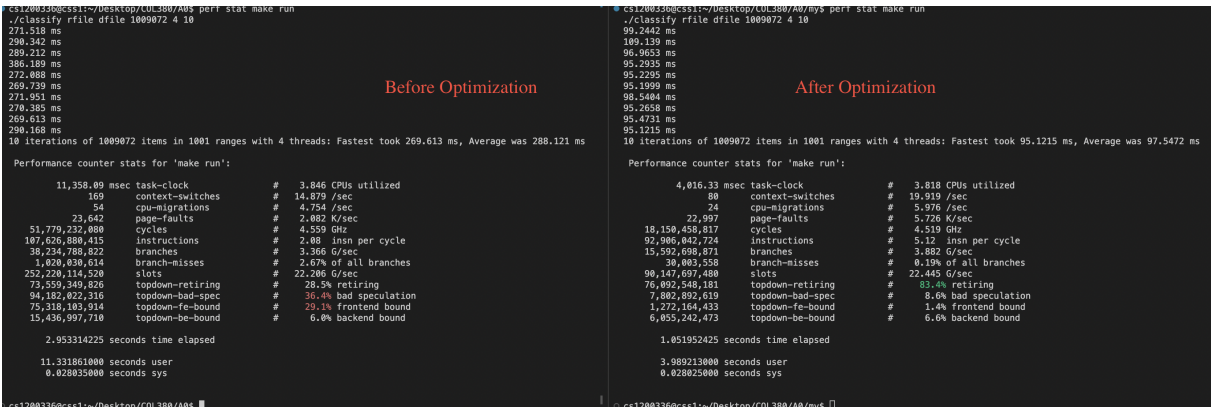 cs1200336@css1:~/Desktop/COL380/A0$ perf stat make run
./classify rfile dfile 1009072 4 10
271.518 ms
290.342 ms
289.212 ms
386.189 ms
272.088 ms
269.739 ms
271.951 ms
270.385 ms
269.613 ms
290.168 ms
Before Optimization
10 iterations of 1009072 items in 1001 ranges with 4 threads: Fastest took 269.613 ms, Average was 288.121 ms
Performance counter stats for 'make run':
11,358.09 msec task-clock # 3.846 CPUs utilized
169 context-switches # 14.879 /sec
54 cpu-migrations # 4.754 /sec
23,642 page-faults # 2.082 K/sec
51,779,232,080 cycles # 4.559 GHz
107,626,880,415 instructions # 2.08 insn per cycle
38,234,788,822 branches # 3.366 G/sec
1,020,030,614 branch-misses # 2.67% of all branches
252,220,114,520 slots # 22.206 G/sec
73,559,349,826 topdown-retiring # 28.5% retiring
94,182,022,316 topdown-bad-spec # 36.4% bad speculation
75,318,103,914 topdown-fe-bound # 29.1% frontend bound
15,436,997,710 topdown-be-bound # 6.0% backend bound
2.953314225 seconds time elapsed
11.331861000 seconds user
0.028035000 seconds sys
cs1200336@css1:~/Desktop/COL380/A0$
cs1200336@css1:~/Desktop/COL380/A0/my$ perf stat make run
./classify rfile dfile 1009072 4 10
99.2442 ms
109.139 ms
96.9653 ms
95.2935 ms
95.2295 ms
95.1999 ms
98.5404 ms
95.2658 ms
95.4731 ms
95.1215 ms
After Optimization
10 iterations of 1009072 items in 1001 ranges with 4 threads: Fastest took 95.1215 ms, Average was 97.5472 ms
Performance counter stats for 'make run':
4,016.33 msec task-clock # 3.818 CPUs utilized
80 context-switches # 19.919 /sec
24 cpu-migrations # 5.976 /sec
22,997 page-faults # 5.726 K/sec
18,150,458,817 cycles # 4.519 GHz
92,906,042,724 instructions # 5.12 insn per cycle
15,592,698,871 branches # 3.882 G/sec
30,003,558 branch-misses # 0.19% of all branches
90,147,697,480 slots # 22.445 G/sec
76,092,548,181 topdown-retiring # 83.4% retiring
7,802,892,619 topdown-bad-spec # 8.6% bad speculation
1,272,164,433 topdown-fe-bound # 1.4% frontend bound
6,055,242,473 topdown-be-bound # 6.6% backend bound
1.051952425 seconds time elapsed
3.989213000 seconds user
0.028025000 seconds sys
cs1200336@css1:~/Desktop/COL380/A0/my$